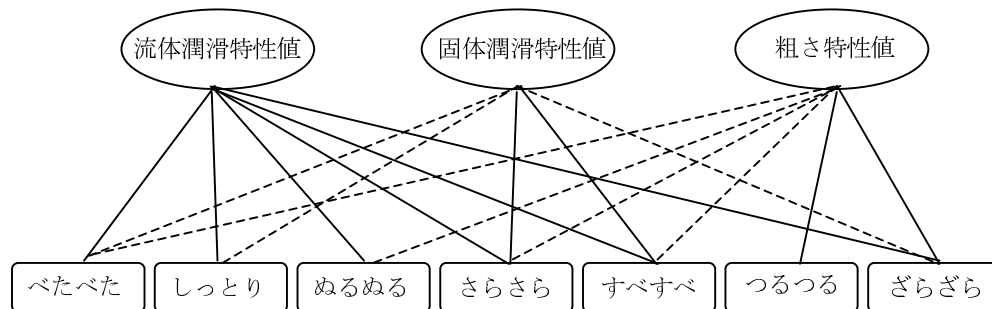 流体潤滑特性値
固体潤滑特性値
粗さ特性値
べたべた
しっとり
ぬるぬる
さらさら
すべすべ
つるつる
ざらざら